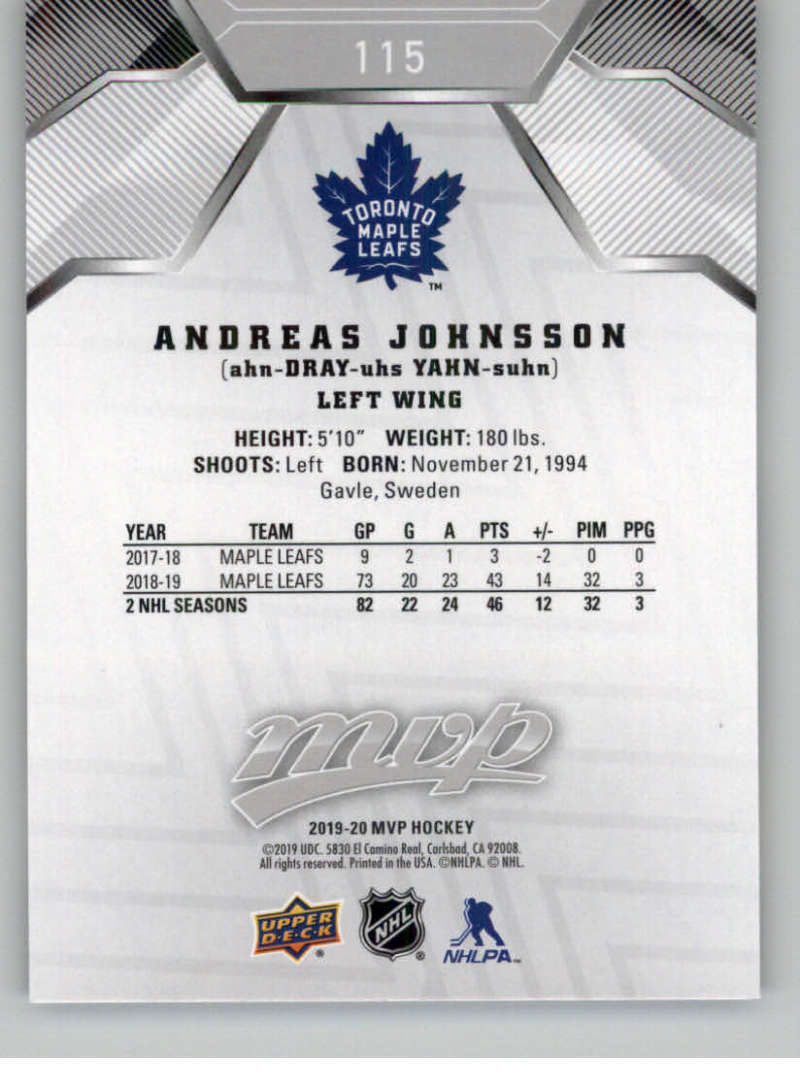 115
TORONTO
MAPLE
LEAFS
TM
ANDREAS JOHNSSON
(ahn-DRAY-uhs YAHN-suhn)
LEFT WING
HEIGHT: 5'10" WEIGHT: 180 lbs.
SHOOTS: Left BORN: November 21, 1994
Gavle, Sweden
YEAR TEAM GP G A PTS +/- PIM PPG
2017-18 MAPLE LEAFS 9 2 1 3 -2 0 0
2018-19 MAPLE LEAFS 73 20 23 43 14 32 3
2 NHL SEASONS 82 22 24 46 12 32 3
mvp
2019-20 MVP HOCKEY
©2019 UDC. 5830 El Camino Real, Carlsbad, CA 92008.
All rights reserved. Printed in the USA. ©NHLPA. © NHL.
UPPER
D·E·C·K ®
NHL ®
NHLPA™